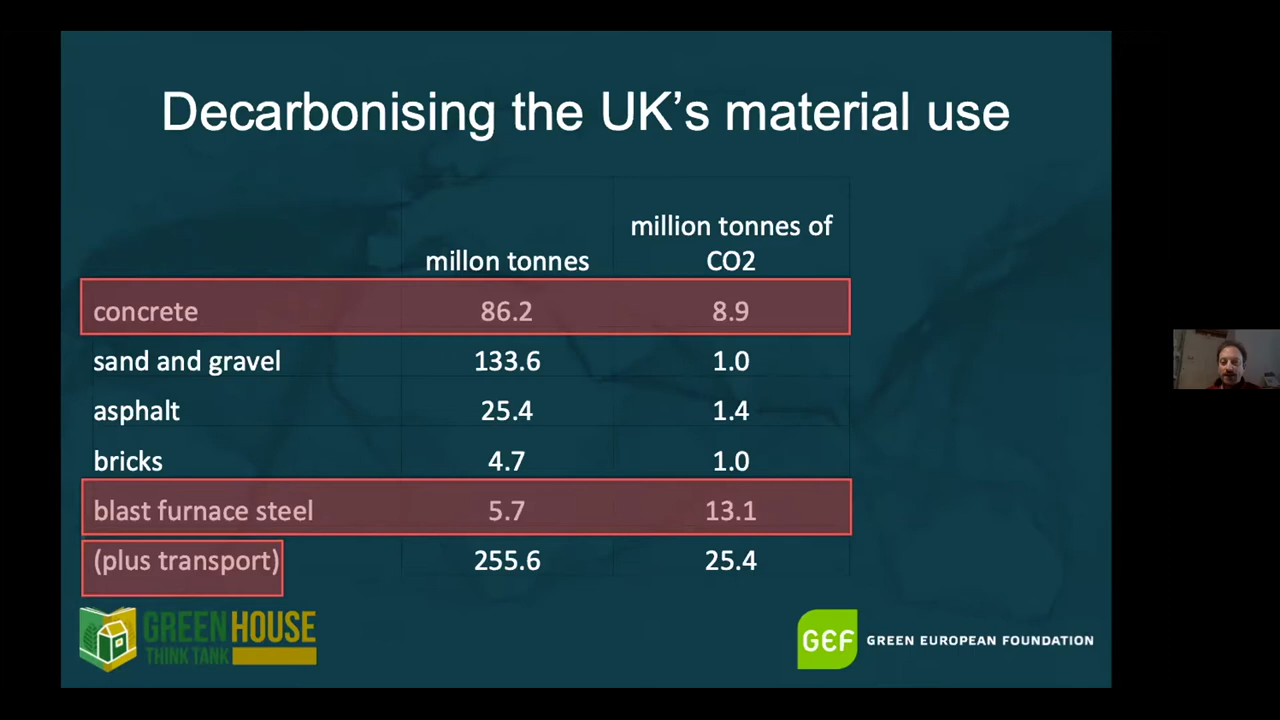 Decarbonising the UK's material use
millon tonnes million tonnes of CO2
concrete 86.2 8.9
sand and gravel 133.6 1.0
asphalt 25.4 1.4
bricks 4.7 1.0
blast furnace steel 5.7 13.1
(plus transport) 255.6 25.4
GREEN HOUSE
THINK TANK
GEF GREEN EUROPEAN FOUNDATION